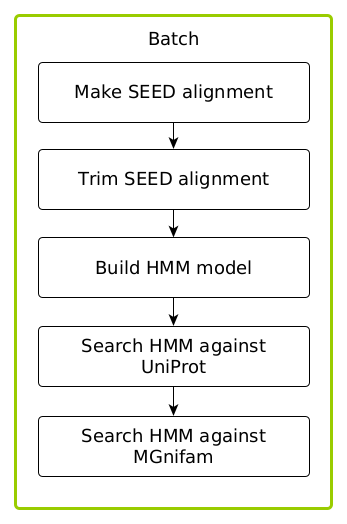 Batch
Make SEED alignment
Trim SEED alignment
Build HMM model
Search HMM against
UniProt
Search HMM against
MGnifam